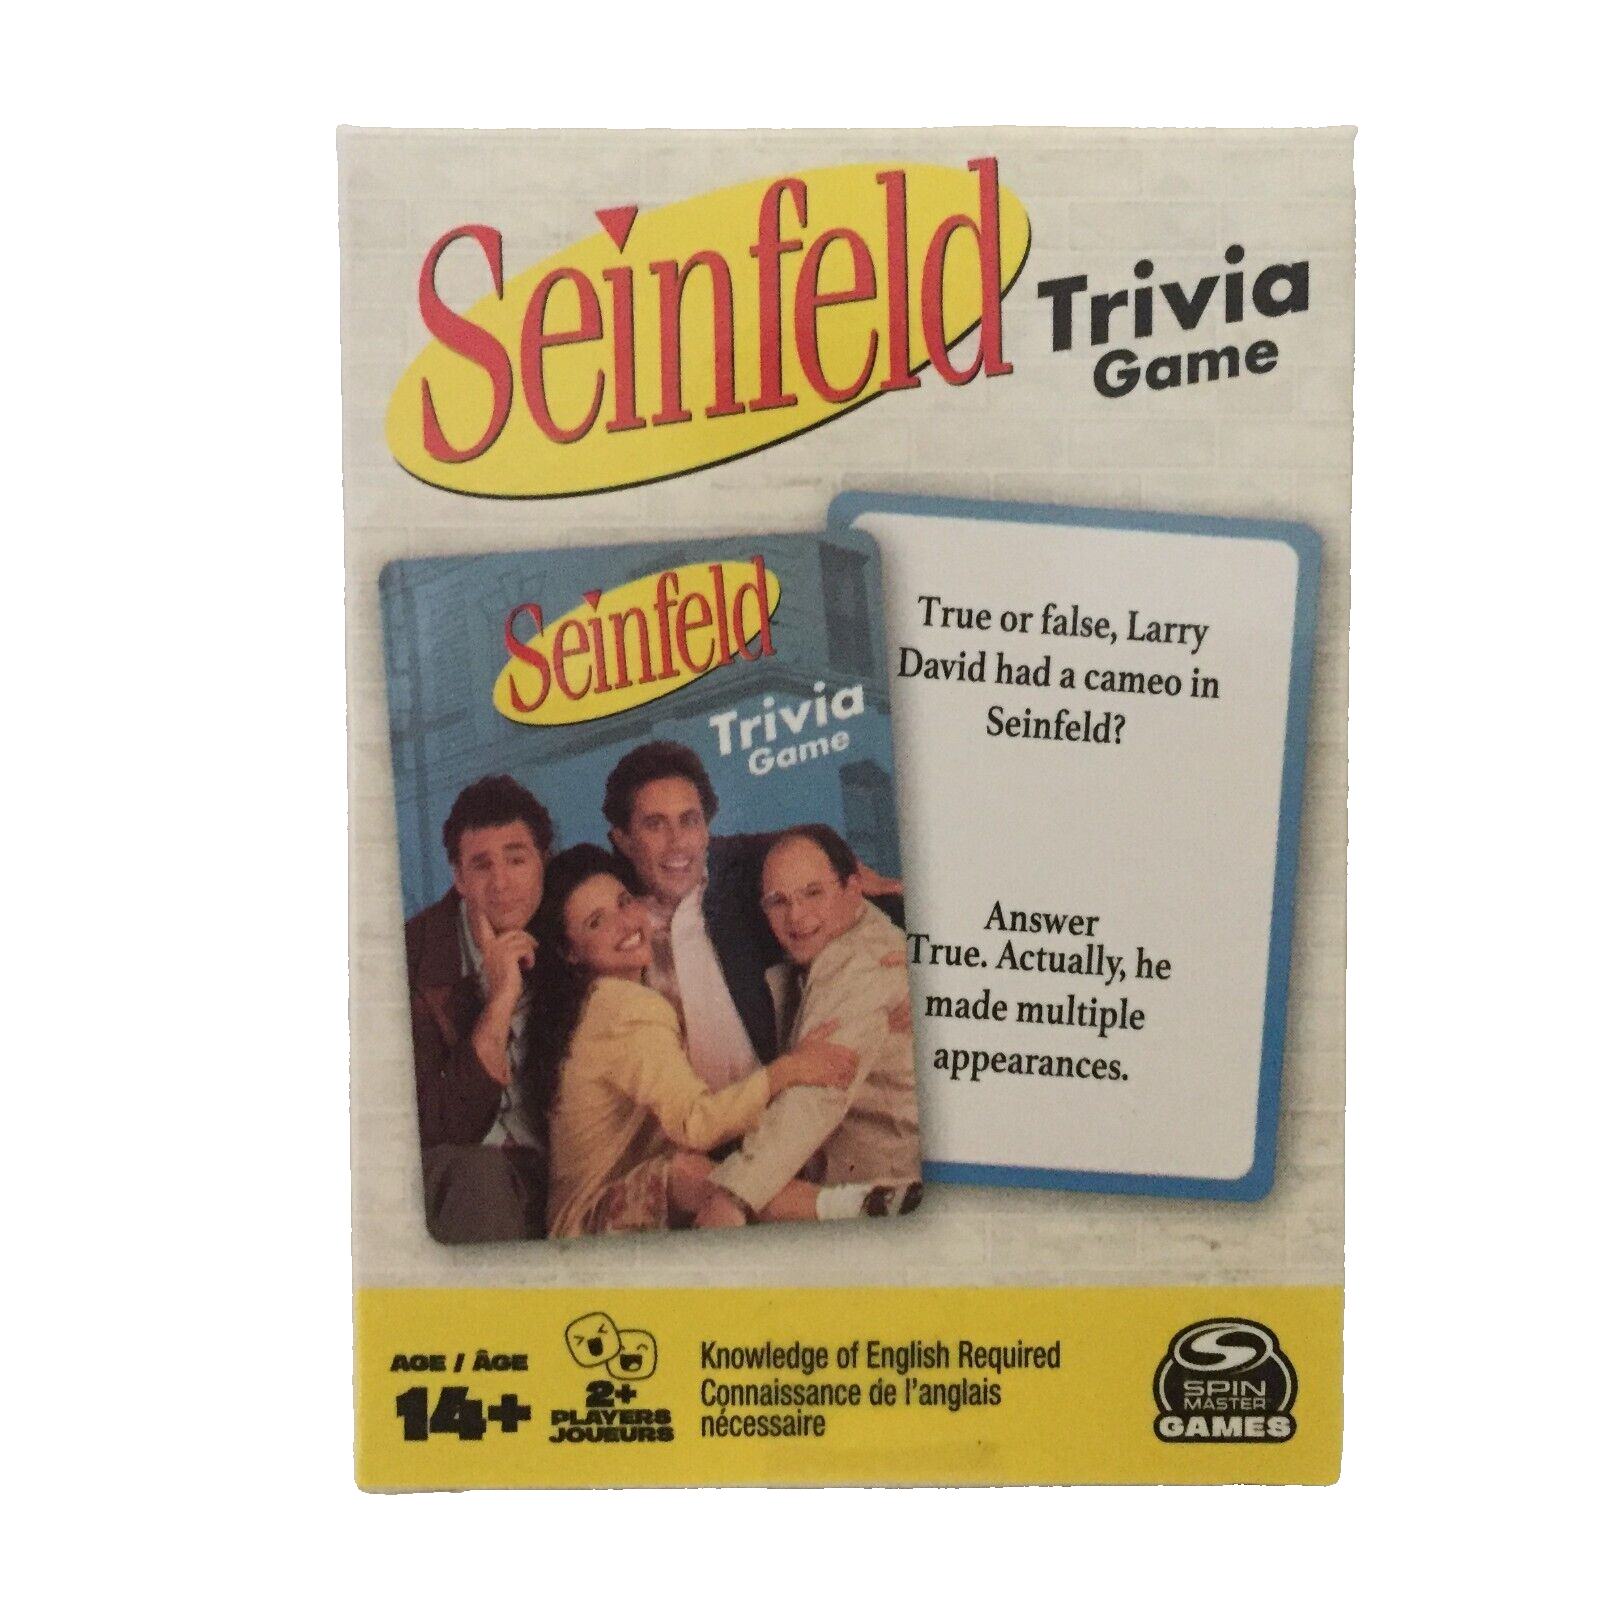 Seinfeld
Trivia
Game
Seinfeld
Trivia
Game
True or false, Larry
David had a cameo in
Seinfeld?
Answer
True. Actually, he
made multiple
appearances.
AGE / ÂGE
14+
2+
PLAYERS
JOUEURS
Knowledge of English Required
Connaissance de l'anglais
nécessaire
SPIN
MASTER
GAMES